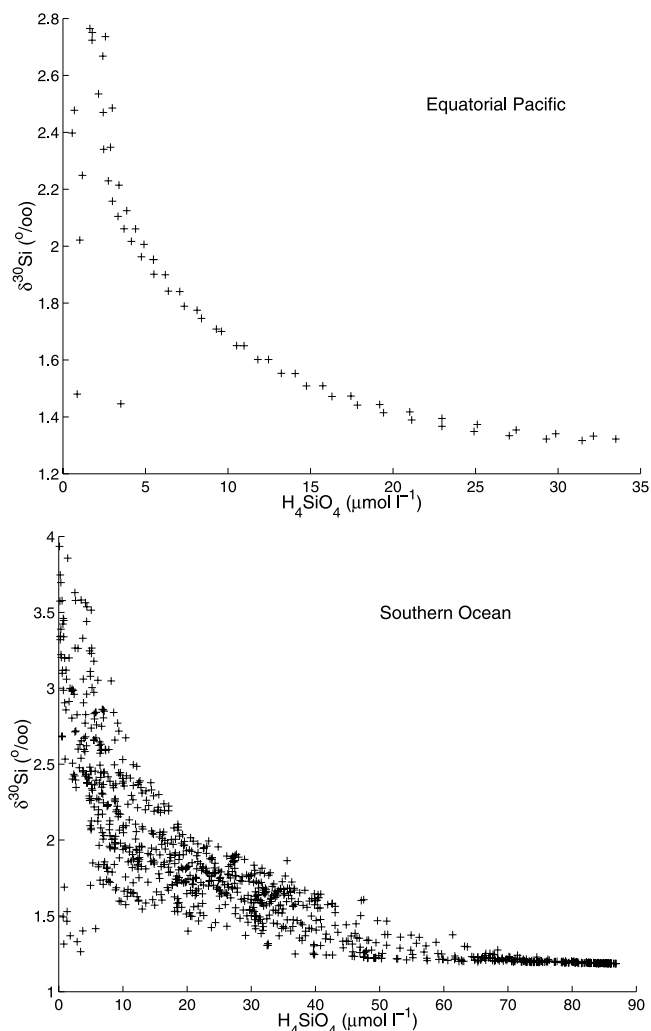 2.8
2.6
2.4
2.2
2
1.8
1.6
1.4
1.2
δ³⁰Si (°/oo)
Equatorial Pacific
0 5 10 15 20 25 30 35
H₄SiO₄ (μmol l⁻¹)
4
3.5
3
2.5
2
1.5
1
δ³⁰Si (°/oo)
Southern Ocean
0 10 20 30 40 50 60 70 80 90
H₄SiO₄ (μmol l⁻¹)